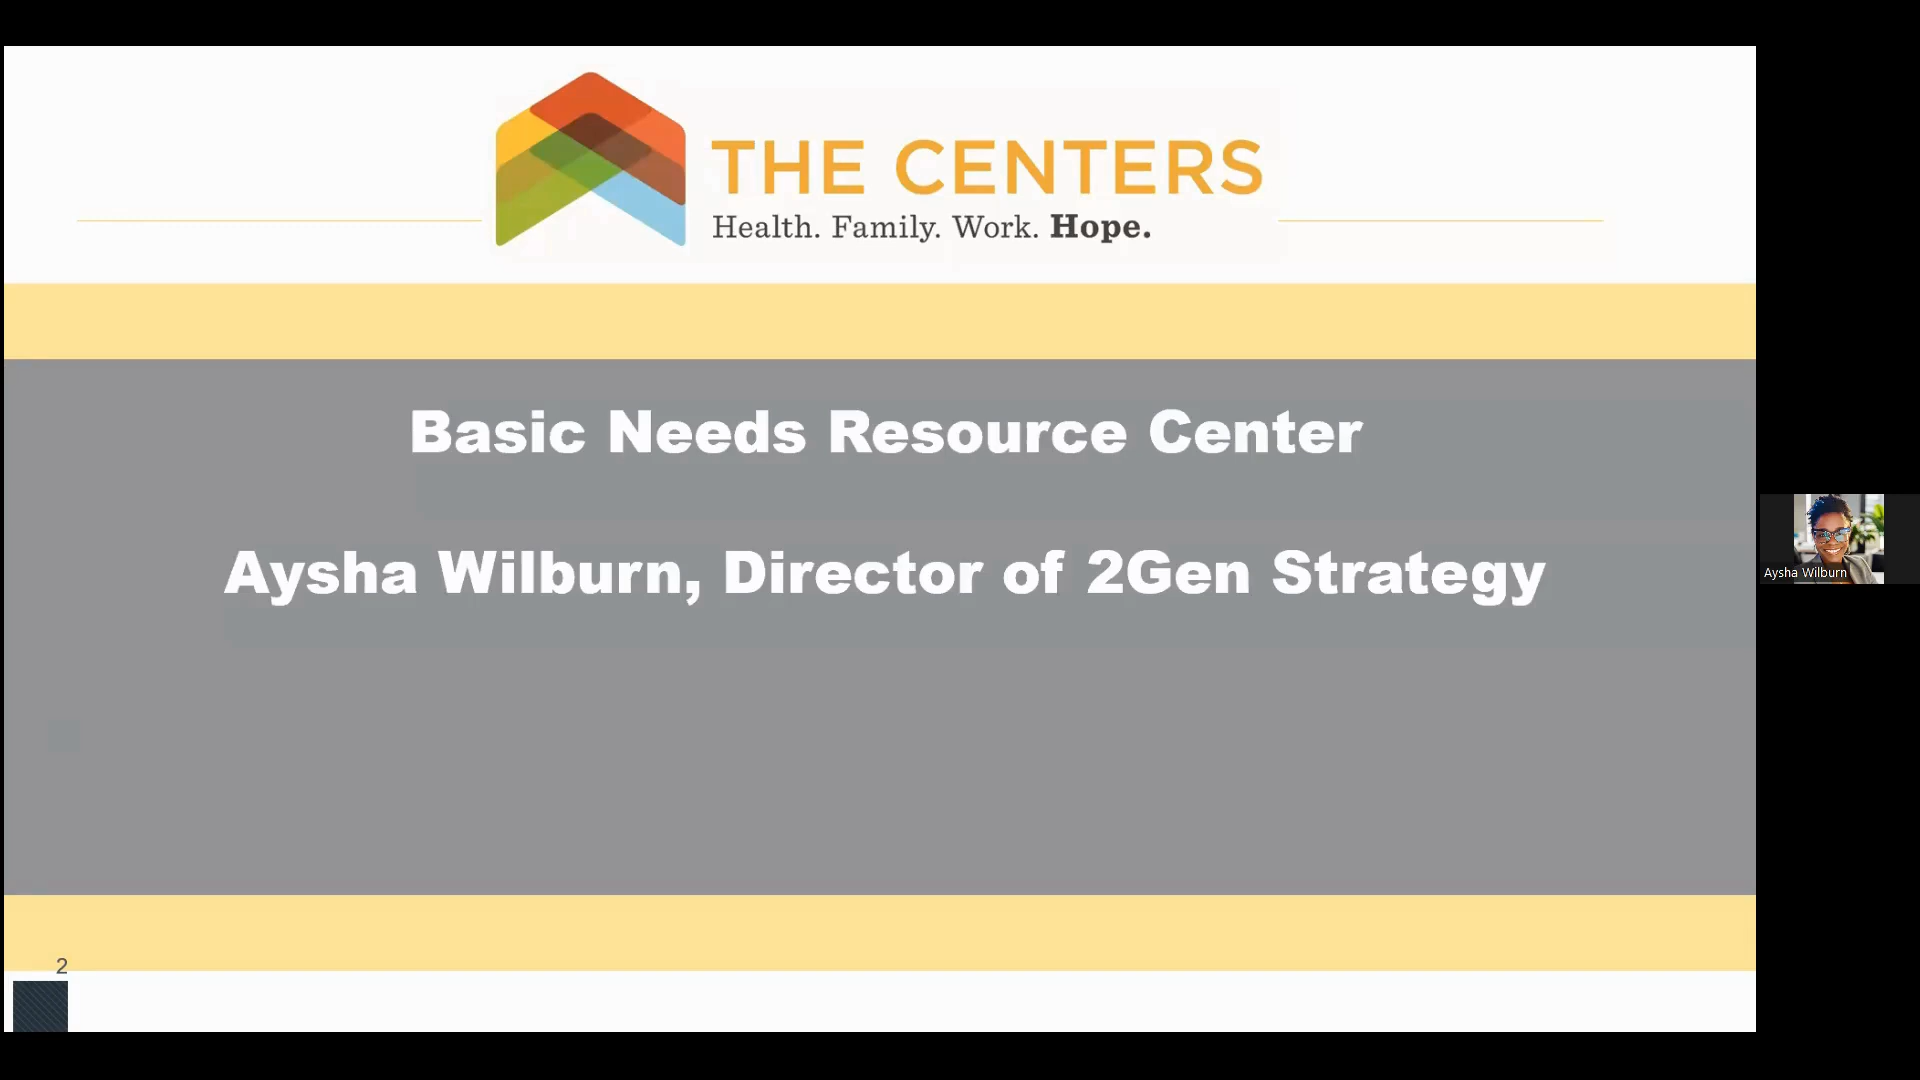 THE CENTERS
Health. Family. Work. Hope.
Basic Needs Resource Center
Aysha Wilburn, Director of 2Gen Strategy
Aysha Wilburn
2